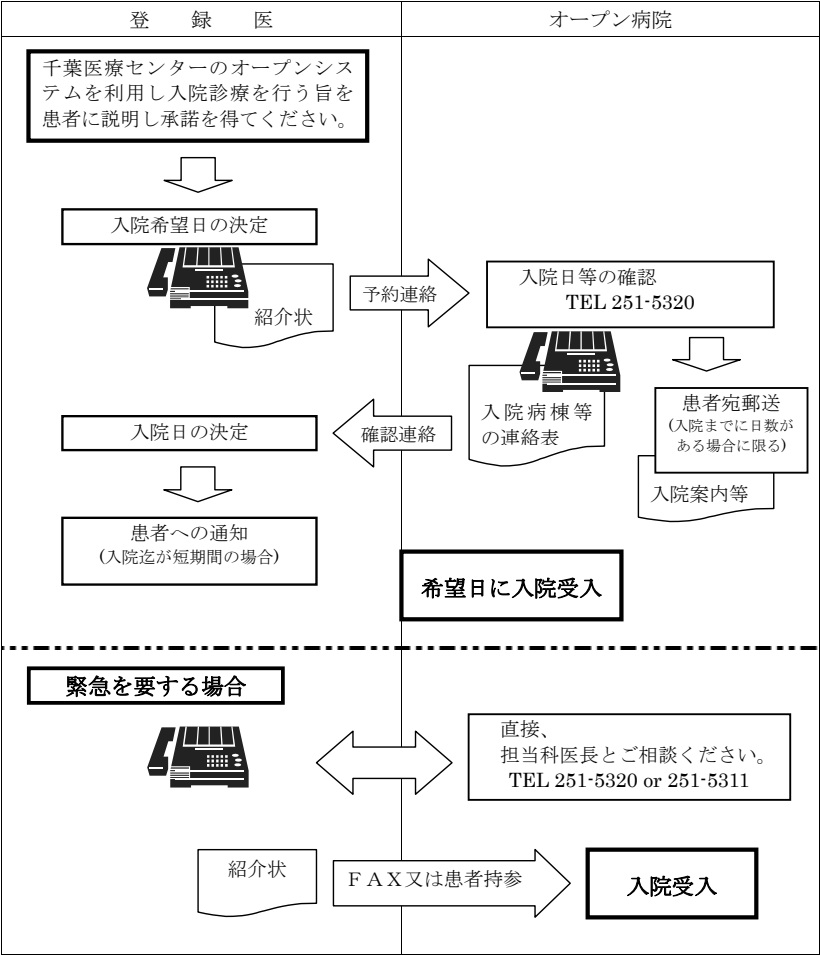 登　録　医
オープン病院
千葉医療センターのオープンシス
テムを利用し入院診療を行う旨を
患者に説明し承諾を得てください。
入院希望日の決定
紹介状
予約連絡
入院日等の確認
TEL 251-5320
入院病棟等
の連絡表
患者宛郵送
(入院までに日数が
ある場合に限る)
入院案内等
確認連絡
入院日の決定
患者への通知
(入院迄が短期間の場合)
希望日に入院受入
緊急を要する場合
直接、
担当科医長とご相談ください。
TEL 251-5320 or 251-5311
紹介状
ＦＡＸ又は患者持参
入院受入